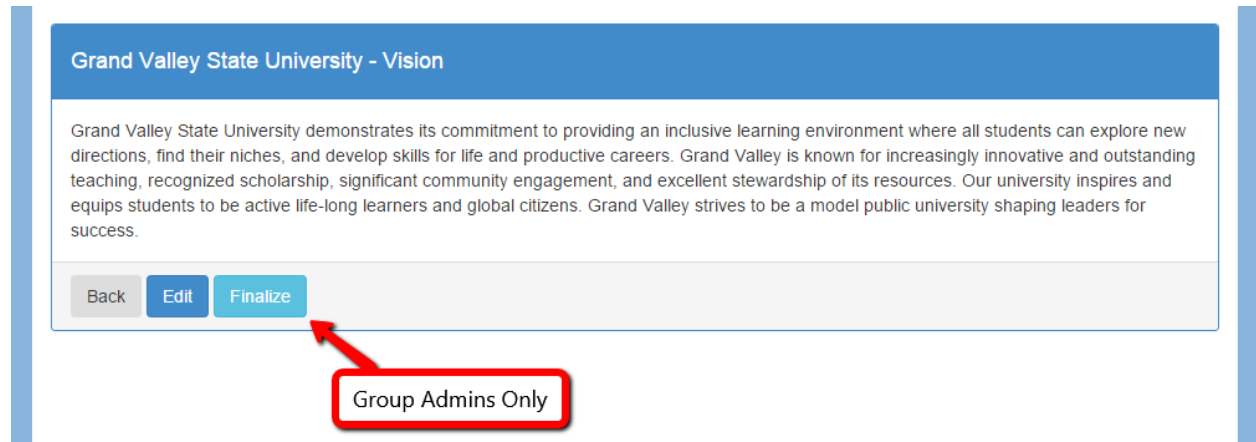 Grand Valley State University - Vision
Grand Valley State University demonstrates its commitment to providing an inclusive learning environment where all students can explore new
directions, find their niches, and develop skills for life and productive careers. Grand Valley is known for increasingly innovative and outstanding
teaching, recognized scholarship, significant community engagement, and excellent stewardship of its resources. Our university inspires and
equips students to be active life-long learners and global citizens. Grand Valley strives to be a model public university shaping leaders for
success.
Back Edit Finalize
Group Admins Only